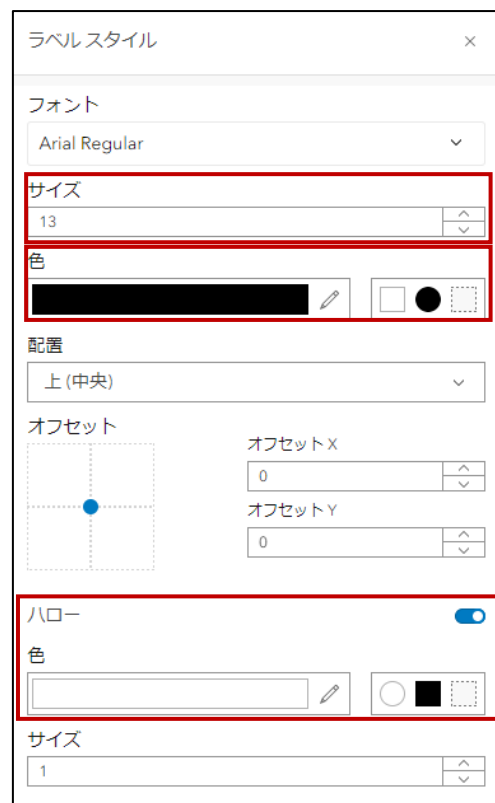 ラベル スタイル
フォント
Arial Regular
サイズ
13
色
配置
上 (中央)
オフセット
オフセット X
0
オフセット Y
0
ハロー
色
サイズ
1